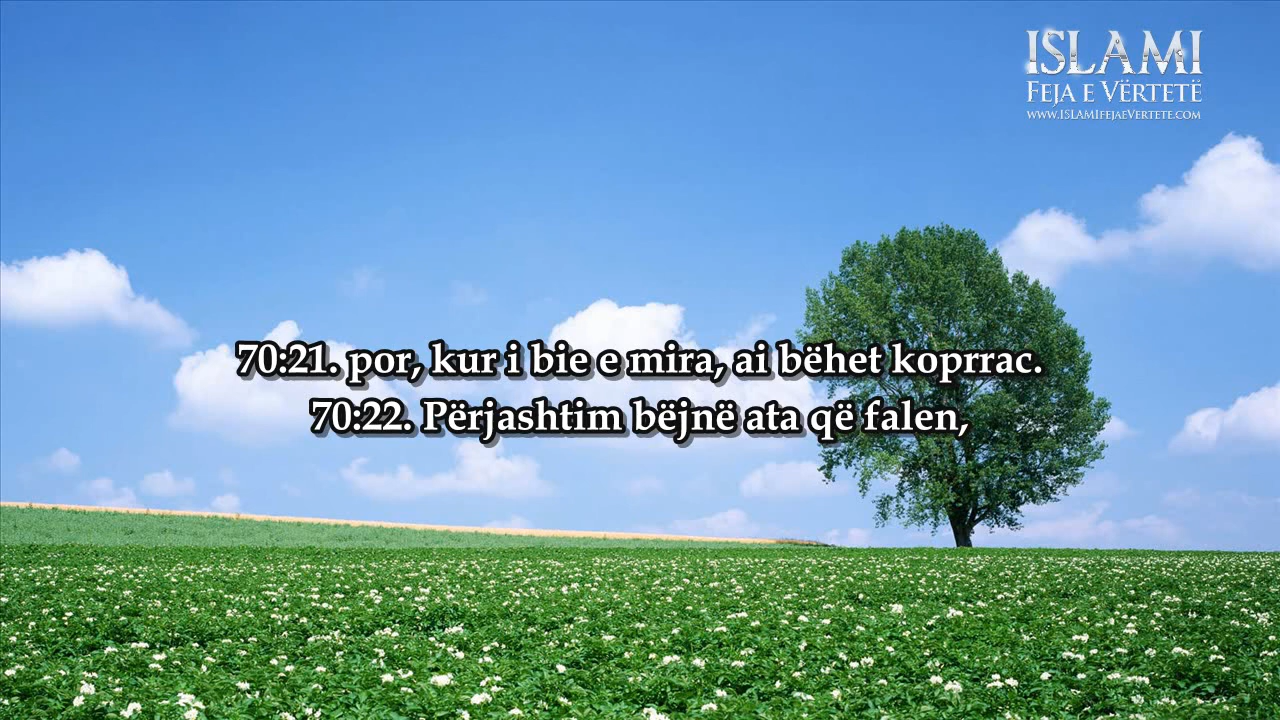 ISLAMI
FEJA E VËRTETË
www.ISLAMIfejaeVertete.com
70:21. por, kur i bie e mira, ai bëhet koprrac.
70:22. Përjashtim bëjnë ata që falen,